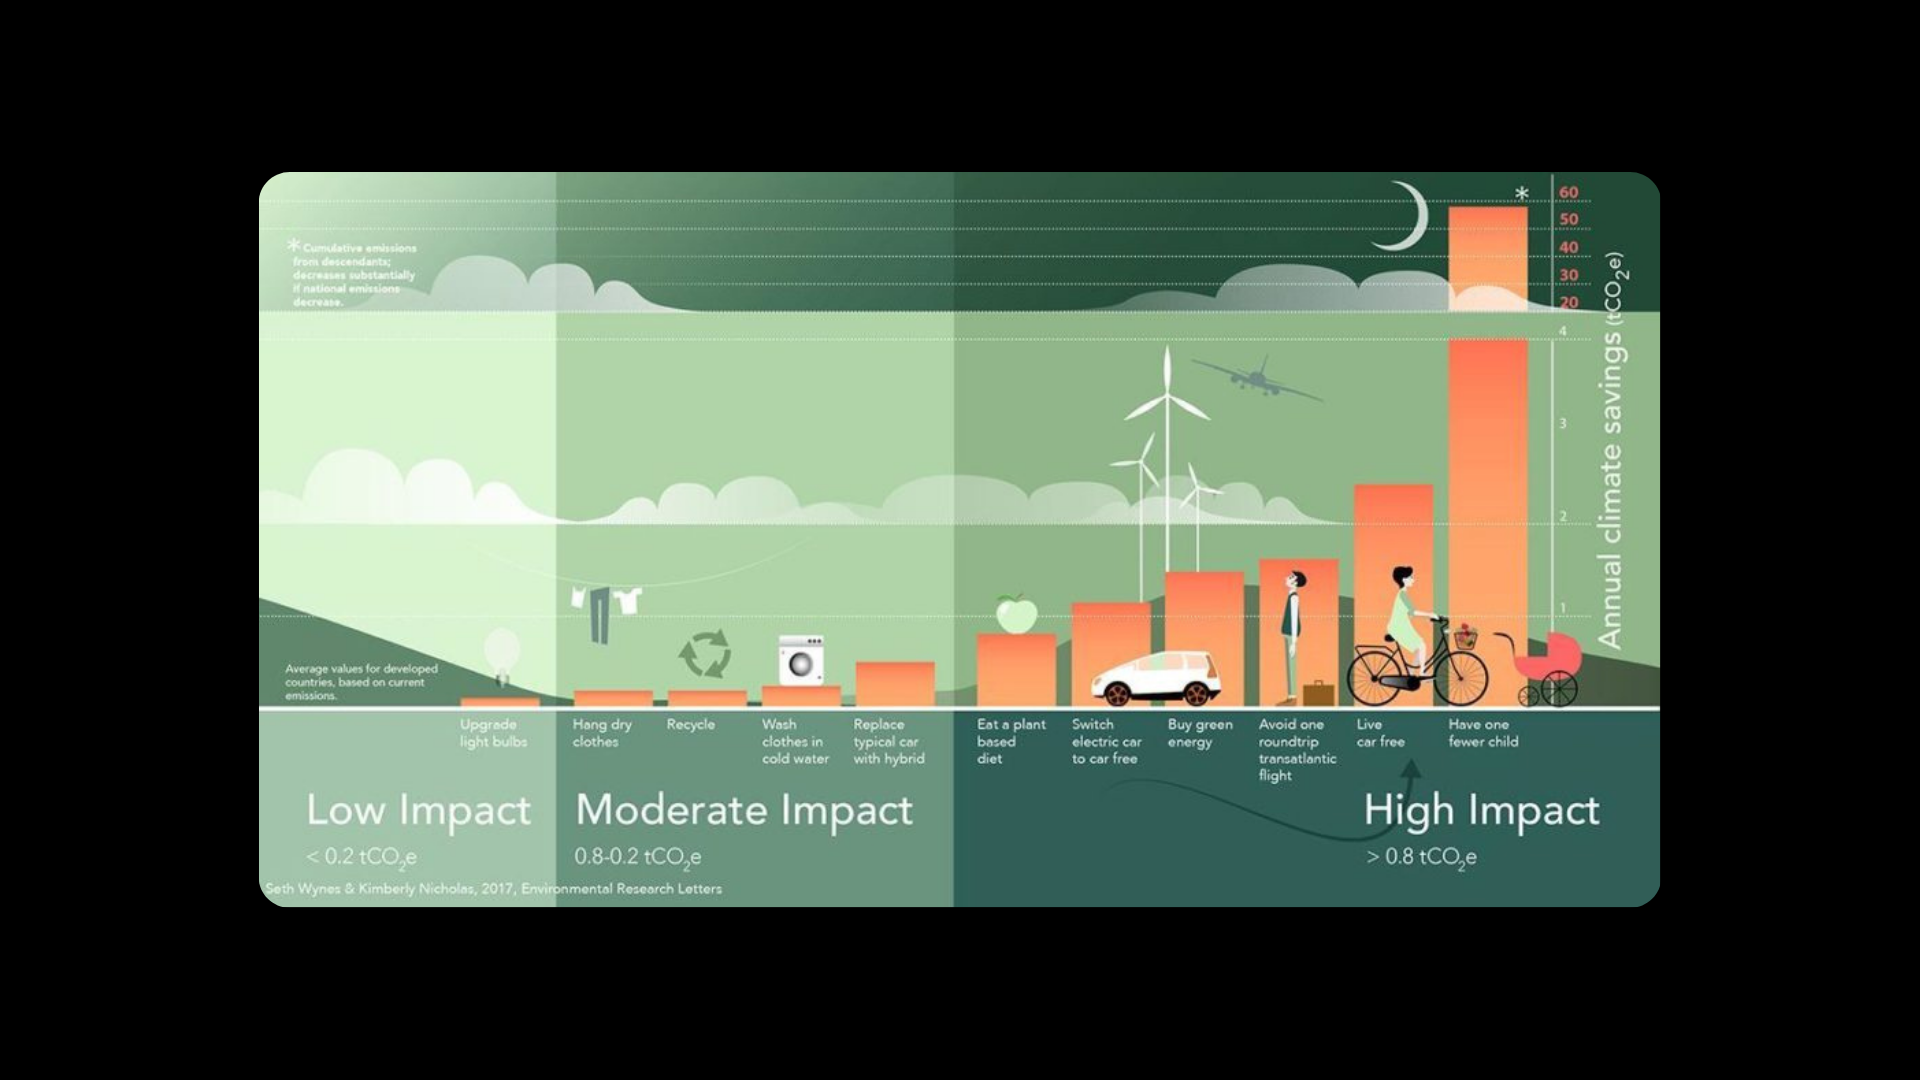 *
60
50
40
30
20
4
3
2
1
Annual climate savings (tCO2e)
* Cumulative emissions
from descendants;
decreases substantially
if national emissions
decrease.
Average values for developed
countries, based on current
emissions.
Upgrade
light bulbs
Hang dry
clothes
Recycle
Wash
clothes in
cold water
Replace
typical car
with hybrid
Eat a plant
based
diet
Switch
electric car
to car free
Buy green
energy
Avoid one
roundtrip
transatlantic
flight
Live
car free
Have one
fewer child
Low Impact
< 0.2 tCO2e
Moderate Impact
0.8-0.2 tCO2e
High Impact
> 0.8 tCO2e
Seth Wynes & Kimberly Nicholas, 2017, Environmental Research Letters